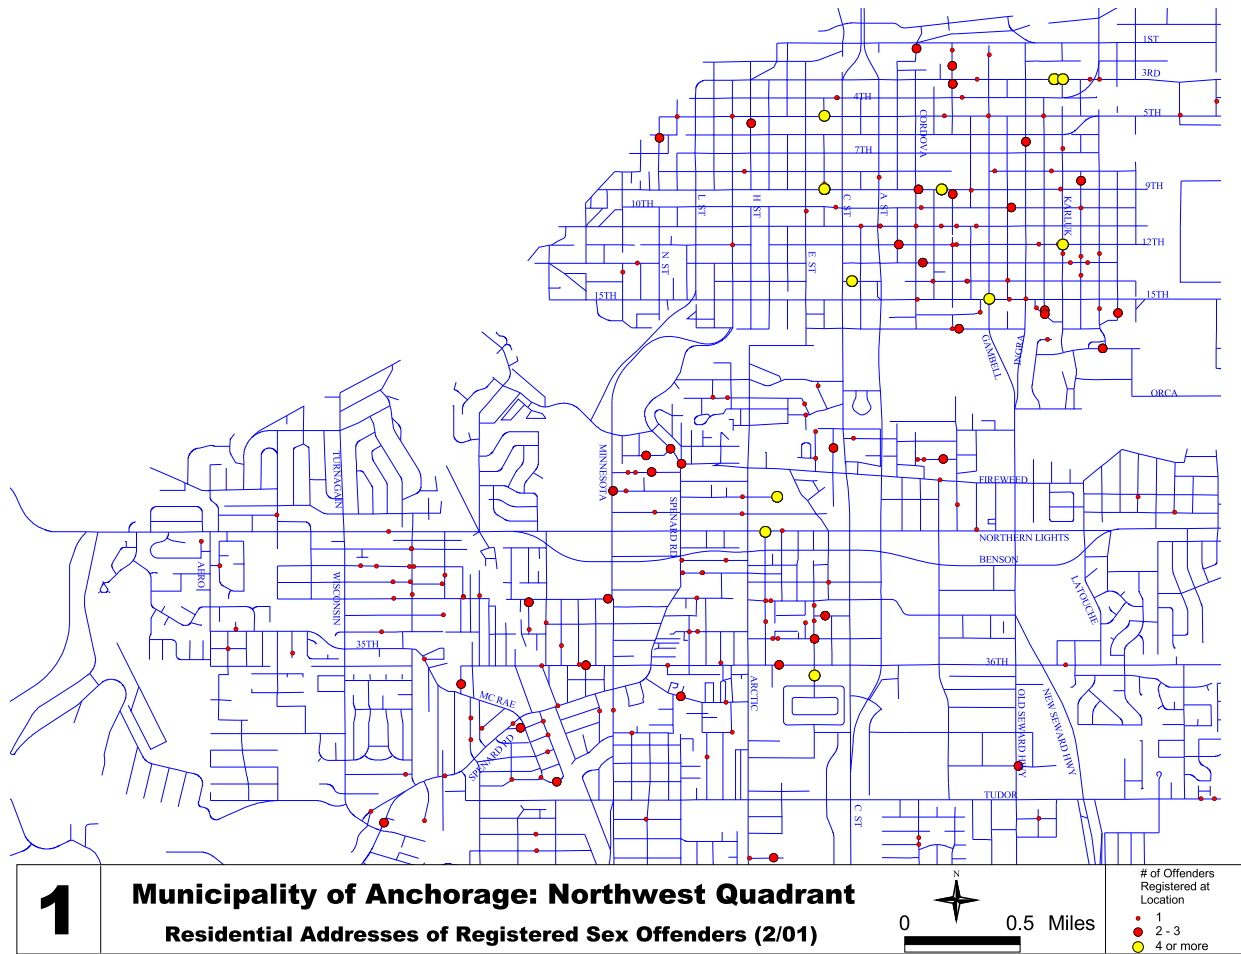 1ST
3RD
4TH
5TH
CORDOVA
7TH
9TH
10TH
L ST
H ST
C ST
A ST
KARLUK
12TH
N ST
E ST
15TH
15TH
GAMBELL
INGRA
ORCA
TURNAGAIN
MINNESOTA
FIREWEED
SPENARD RD
NORTHERN LIGHTS
BENSON
AERO
WISCONSIN
LATOUCHE
35TH
36TH
MC RAE
ARCTIC
OLD SEWARD HWY
NEW SEWARD HWY
SPENARD RD
TUDOR
C ST
1
Municipality of Anchorage: Northwest Quadrant
Residential Addresses of Registered Sex Offenders (2/01)
N
0 0.5 Miles
# of Offenders
Registered at
Location
1
2 - 3
4 or more